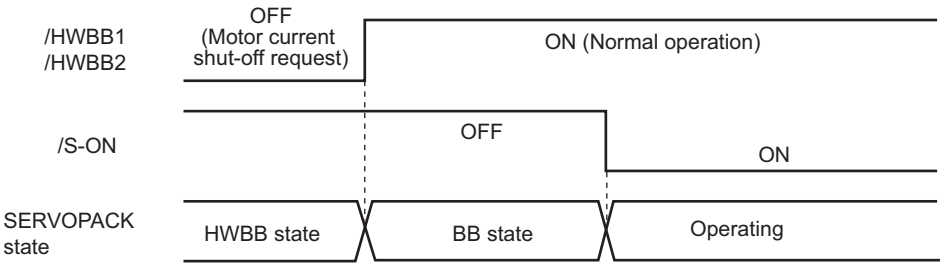 OFF
(Motor current
shut-off request)
/HWBB1
/HWBB2
ON (Normal operation)
/S-ON
OFF
ON
SERVOPACK
state
HWBB state
BB state
Operating